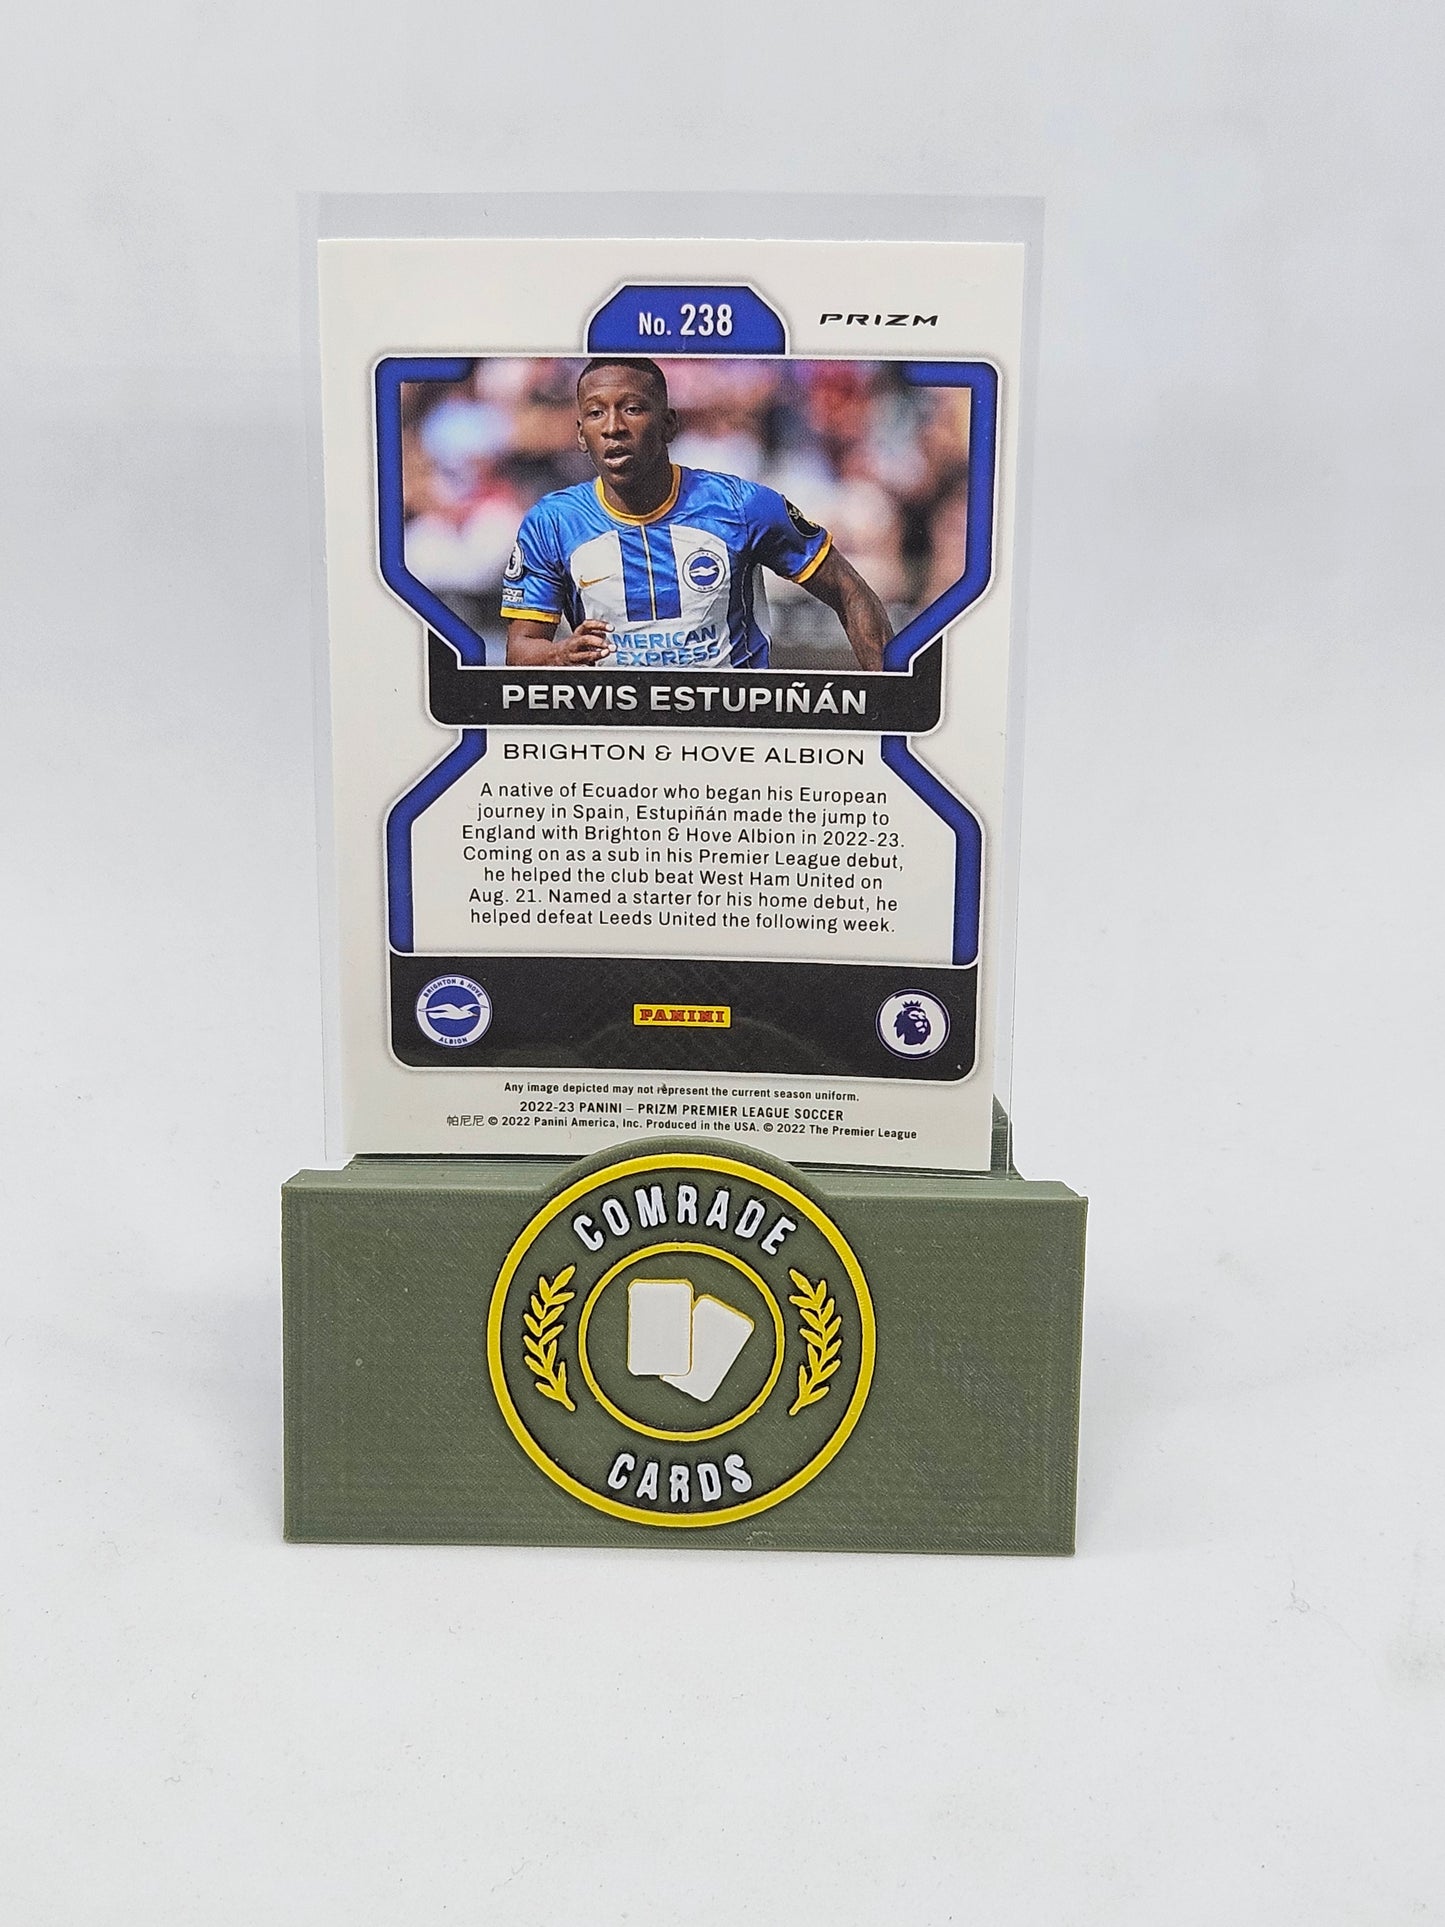 No. 238
PRIZM
MERICAN
EXPRESS
PERVIS ESTUPIÑÁN
BRIGHTON & HOVE ALBION
A native of Ecuador who began his European
journey in Spain, Estupiñán made the jump to
England with Brighton & Hove Albion in 2022-23.
Coming on as a sub in his Premier League debut,
he helped the club beat West Ham United on
Aug. 21. Named a starter for his home debut, he
helped defeat Leeds United the following week.
BRIGHTON & HOVE
ALBION
PANINI
Any image depicted may not represent the current season uniform.
2022-23 PANINI – PRIZM PREMIER LEAGUE SOCCER
帕尼尼 © 2022 Panini America, Inc. Produced in the USA. © 2022 The Premier League
COMRADE
CARDS